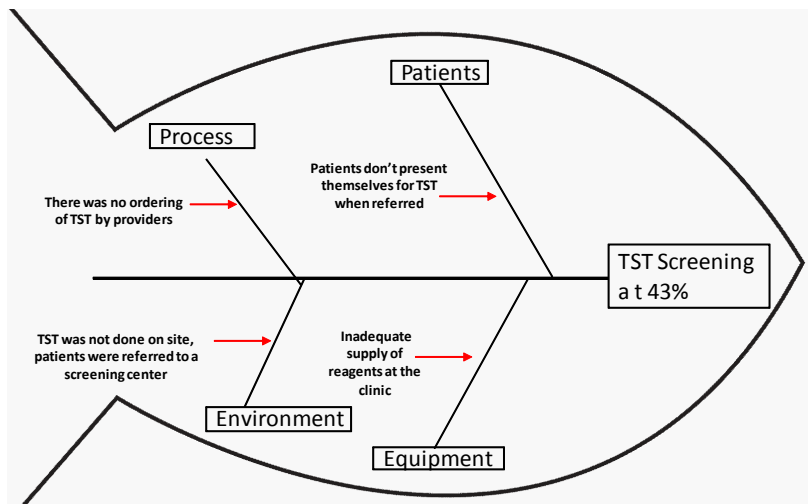 Patients
Process
Patients don’t present
themselves for TST
when referred
There was no ordering
of TST by providers
TST Screening
a t 43%
TST was not done on site,
patients were referred to a
screening center
Inadequate
supply of
reagents at the
clinic
Environment
Equipment